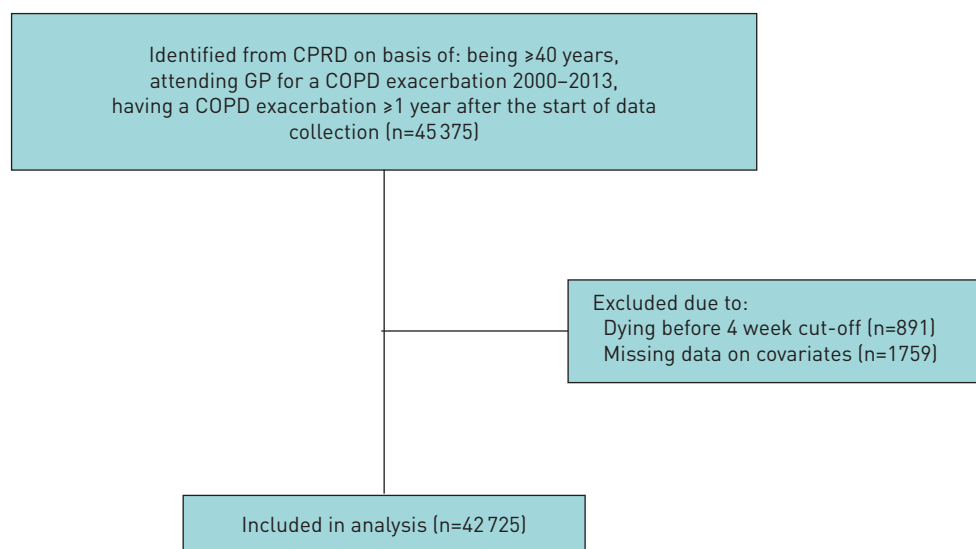 Identified from CPRD on basis of: being ≥40 years,
attending GP for a COPD exacerbation 2000–2013,
having a COPD exacerbation ≥1 year after the start of data
collection (n=45 375)
Excluded due to:
Dying before 4 week cut-off (n=891)
Missing data on covariates (n=1759)
Included in analysis (n=42 725)